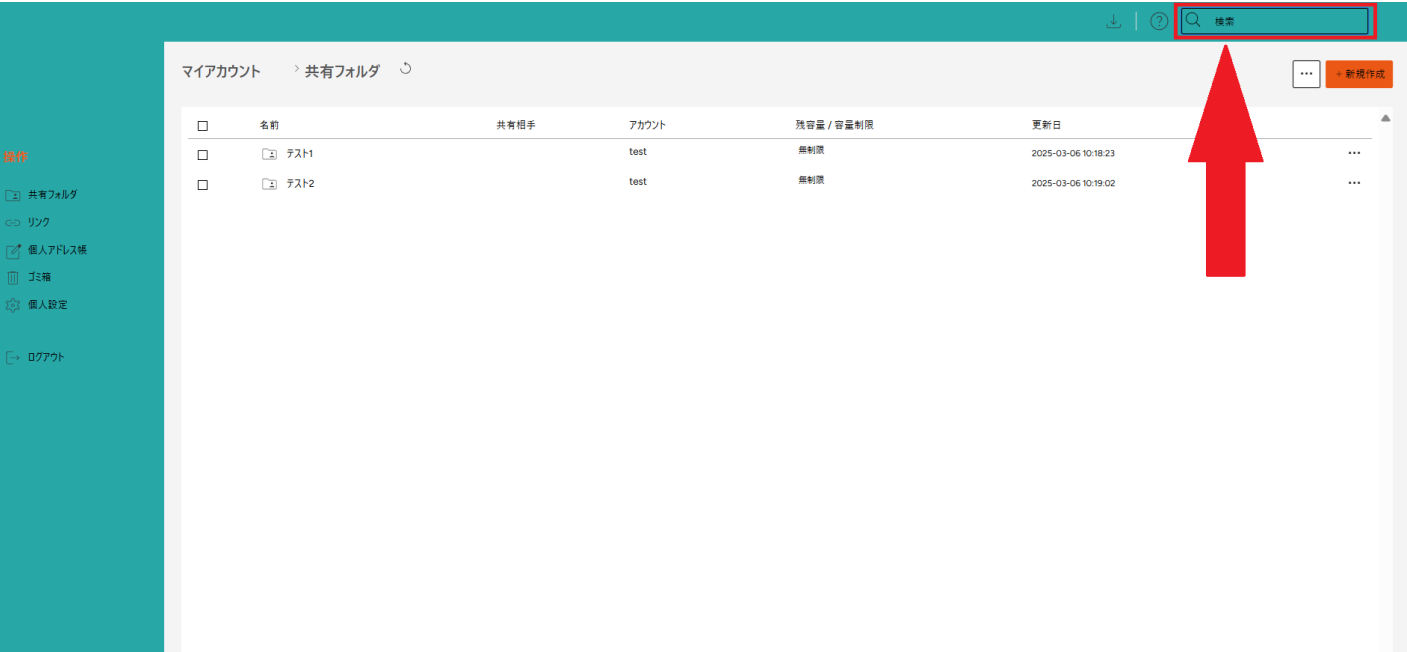 検索
マイアカウント > 共有フォルダ
… +新規作成
名前 共有相手 アカウント 残容量 / 容量制限 更新日
テスト1 test 無制限 2025-03-06 10:18:23 …
テスト2 test 無制限 2025-03-06 10:19:02 …
操作
共有フォルダ
リンク
個人アドレス帳
ゴミ箱
個人設定
ログアウト